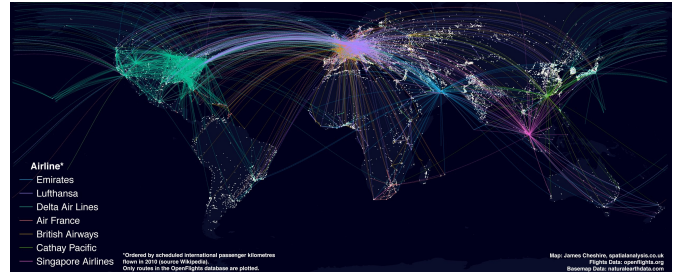 Airline*
Emirates
Lufthansa
Delta Air Lines
Air France
British Airways
Cathay Pacific
Singapore Airlines
*Ordered by scheduled international passenger kilometres
flown in 2010 (source Wikipedia).
Only routes in the OpenFlights database are plotted.
Map: James Cheshire, spatialanalysis.co.uk
Flights Data: openflights.org
Basemap Data: naturalearthdata.com